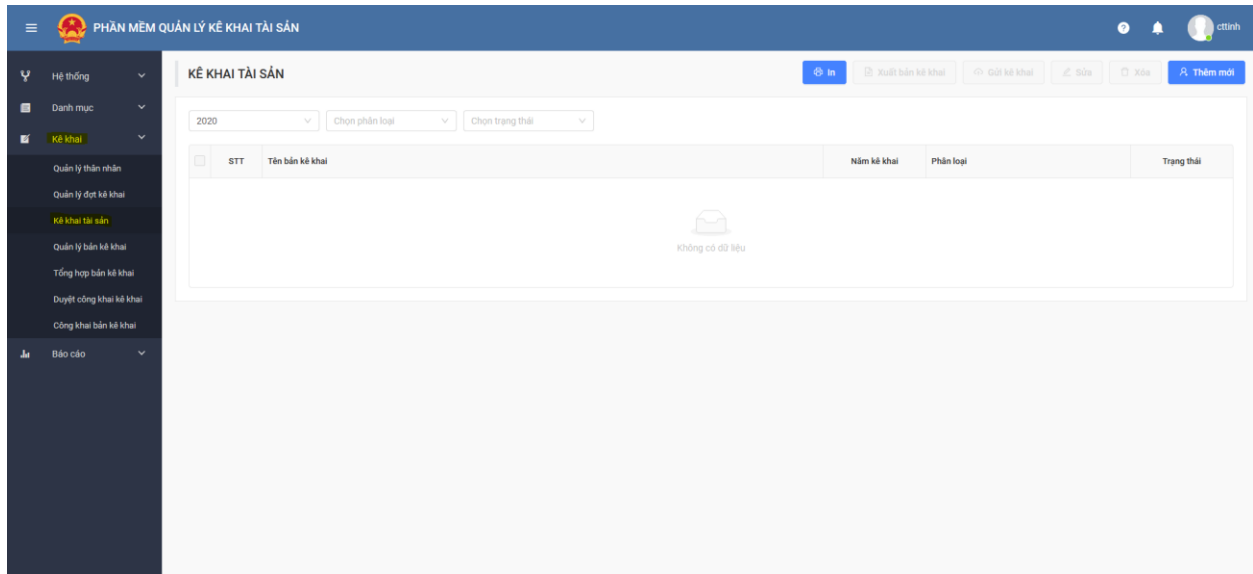 PHẦN MỀM QUẢN LÝ KÊ KHAI TÀI SẢN
cttinh
Hệ thống
Danh mục
Kê khai
Quản lý thân nhân
Quản lý đợt kê khai
Kê khai tài sản
Quản lý bản kê khai
Tổng hợp bản kê khai
Duyệt công khai kê khai
Công khai bản kê khai
Báo cáo
KÊ KHAI TÀI SẢN
In Xuất bản kê khai Gửi kê khai Sửa Xóa Thêm mới
2020 Chọn phân loại Chọn trạng thái
STT Tên bản kê khai Năm kê khai Phân loại Trạng thái
Không có dữ liệu